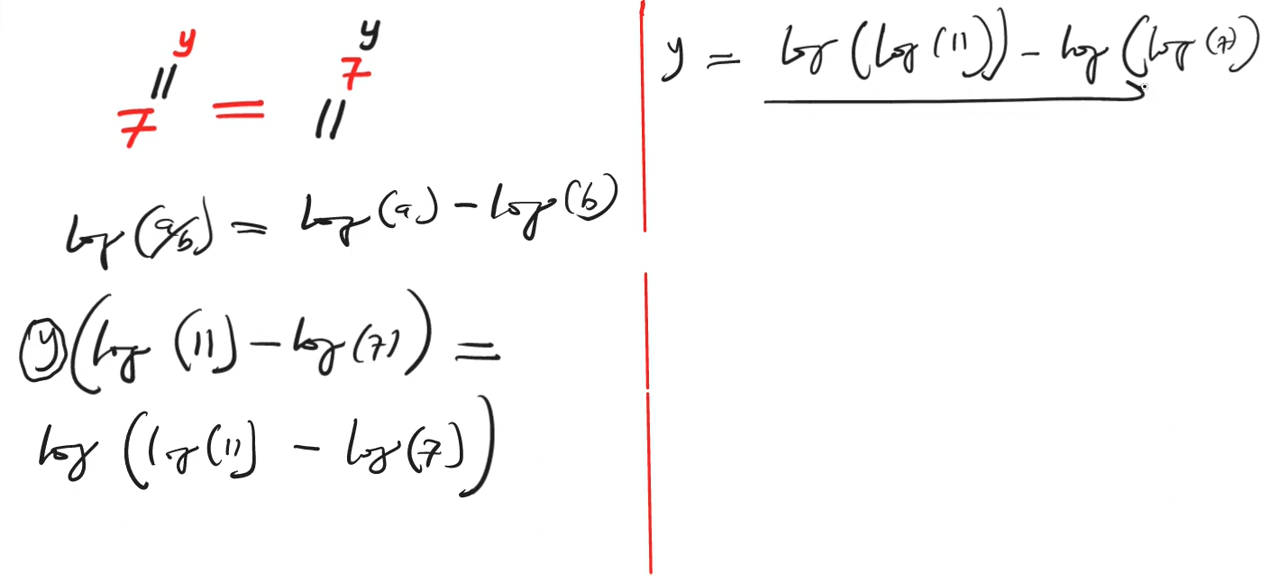 7^{11^y} = 11^{7^y}
log(a/b) = log(a) - log(b)
y(log(11) - log(7)) =
log(log(11) - log(7))
y = log(log(11)) - log(log(7))